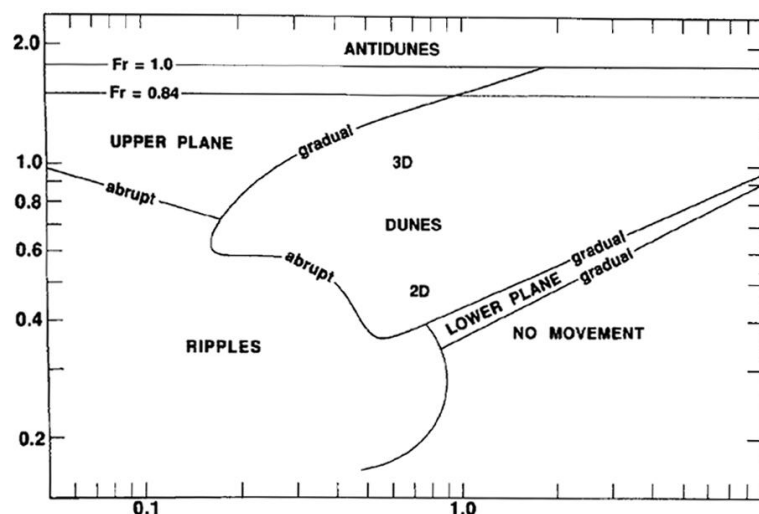 2.0
ANTIDUNES
Fr = 1.0
Fr = 0.84
UPPER PLANE
gradual
1.0
3D
abrupt
0.8
DUNES
0.6
abrupt
gradual
gradual
2D
LOWER PLANE
0.4
NO MOVEMENT
RIPPLES
0.2
0.1
1.0